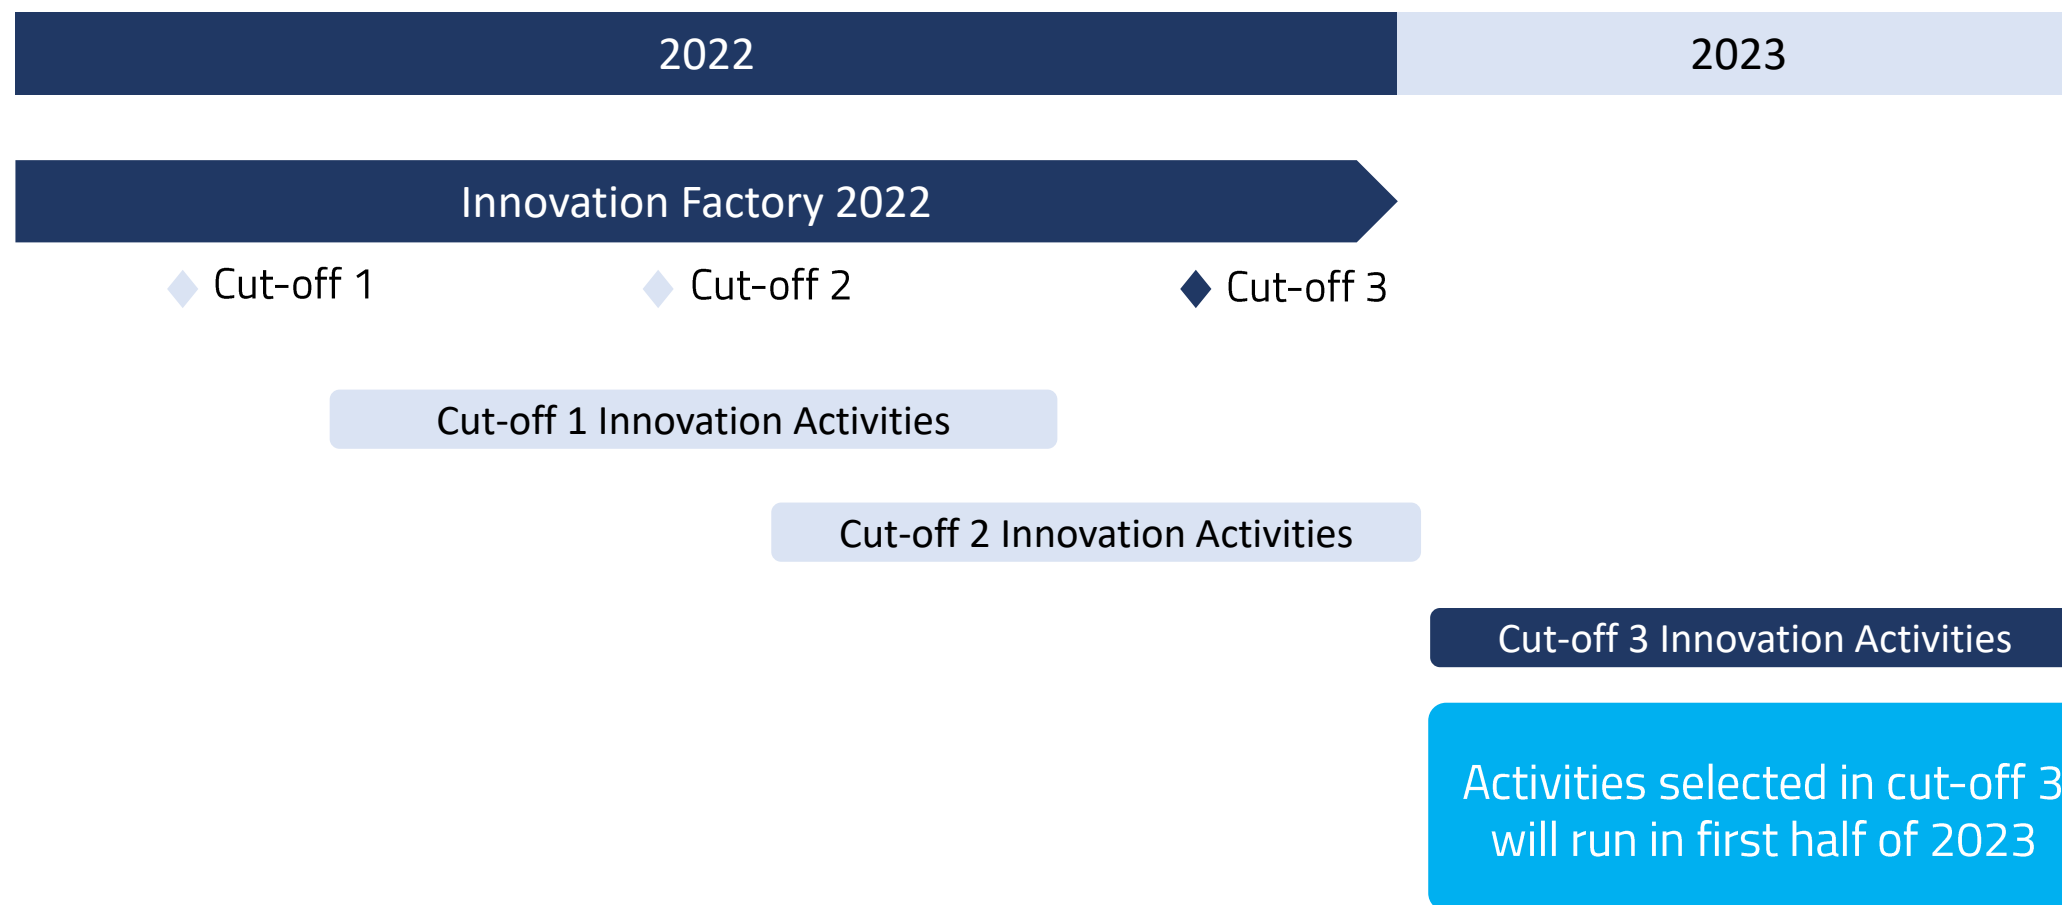 2022
2023
Innovation Factory 2022
Cut-off 1
Cut-off 2
Cut-off 3
Cut-off 1 Innovation Activities
Cut-off 2 Innovation Activities
Cut-off 3 Innovation Activities
Activities selected in cut-off 3
will run in first half of 2023